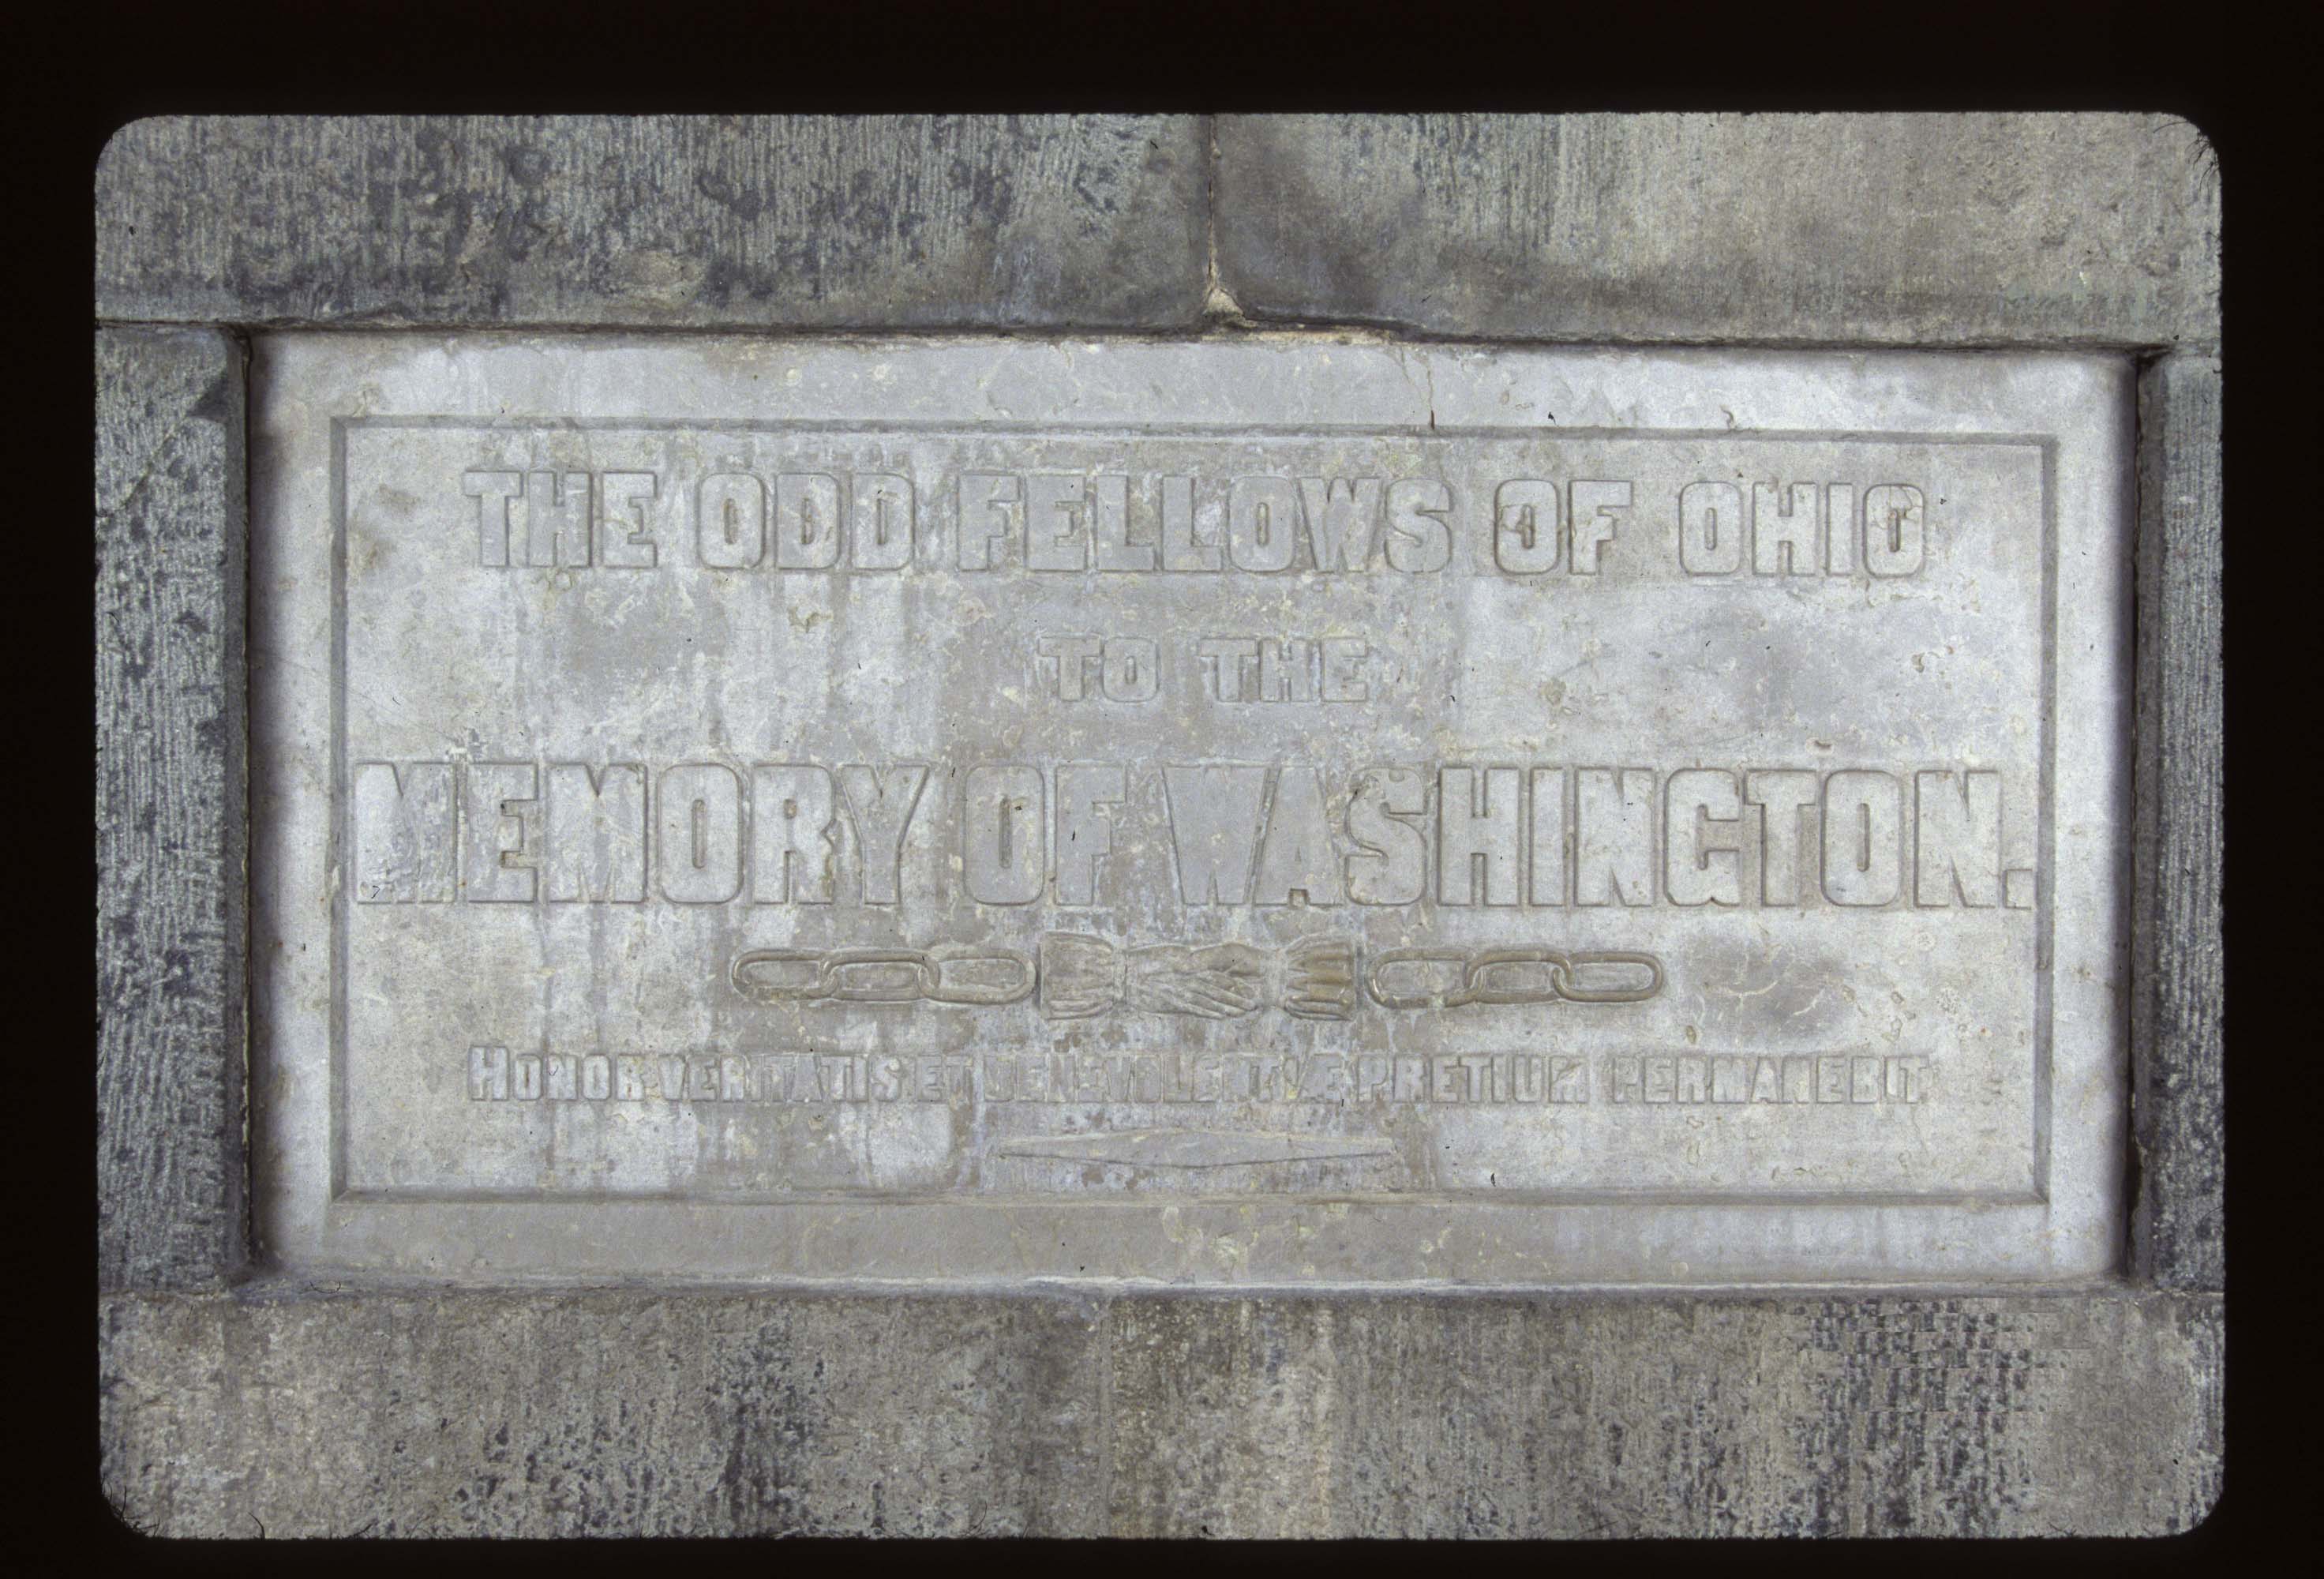 THE ODD FELLOWS OF OHIO
TO THE
MEMORY OF WASHINGTON.
HONOR VERITATIS ET BENEVOLENTIÆ PRETIUM PERMANEBIT